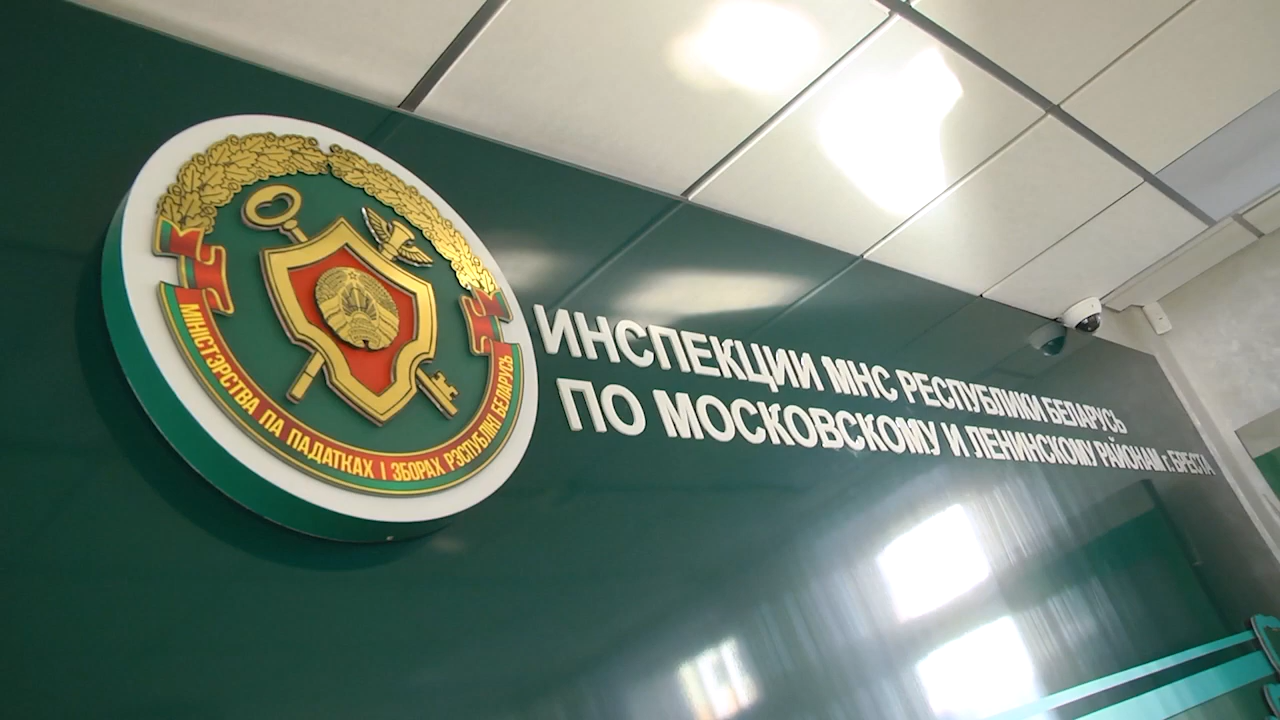 МІНІСТЭРСТВА ПА ПАДАТКАХ І ЗБОРАХ РЭСПУБЛІКІ БЕЛАРУСЬ
ИНСПЕКЦИИ МНС РЕСПУБЛИКИ БЕЛАРУСЬ
ПО МОСКОВСКОМУ И ЛЕНИНСКОМУ РАЙОНАМ г. БРЕСТА